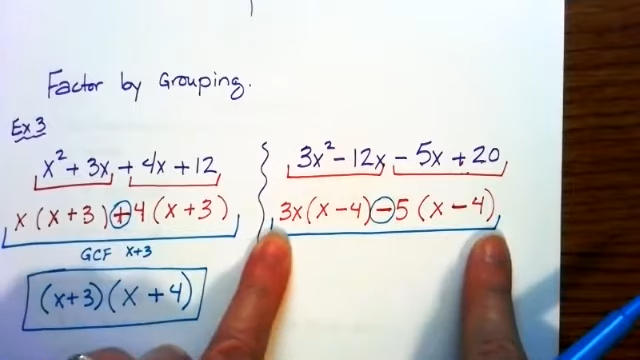 Factor by Grouping.
Ex 3
x² + 3x + 4x + 12
x (x+3) + 4 (x+3)
GCF x+3
(x+3)(x+4)
3x² - 12x - 5x + 20
3x(x-4) - 5 (x-4)